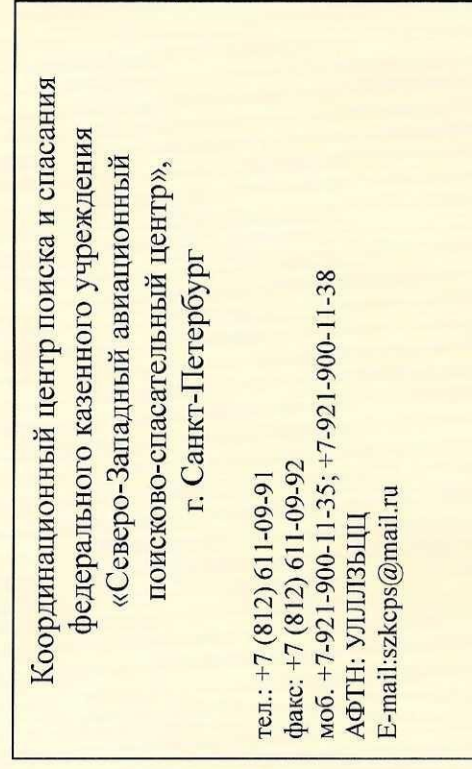 Координационный центр поиска и спасания
федерального казенного учреждения
«Северо-Западный авиационный
поисково-спасательный центр»,
г. Санкт-Петербург
тел.: +7 (812) 611-09-91
факс: +7 (812) 611-09-92
моб. +7-921-900-11-35; +7-921-900-11-38
АФТН: УЛЛЛЗЫЦЦ
E-mail:szkcps@mail.ru